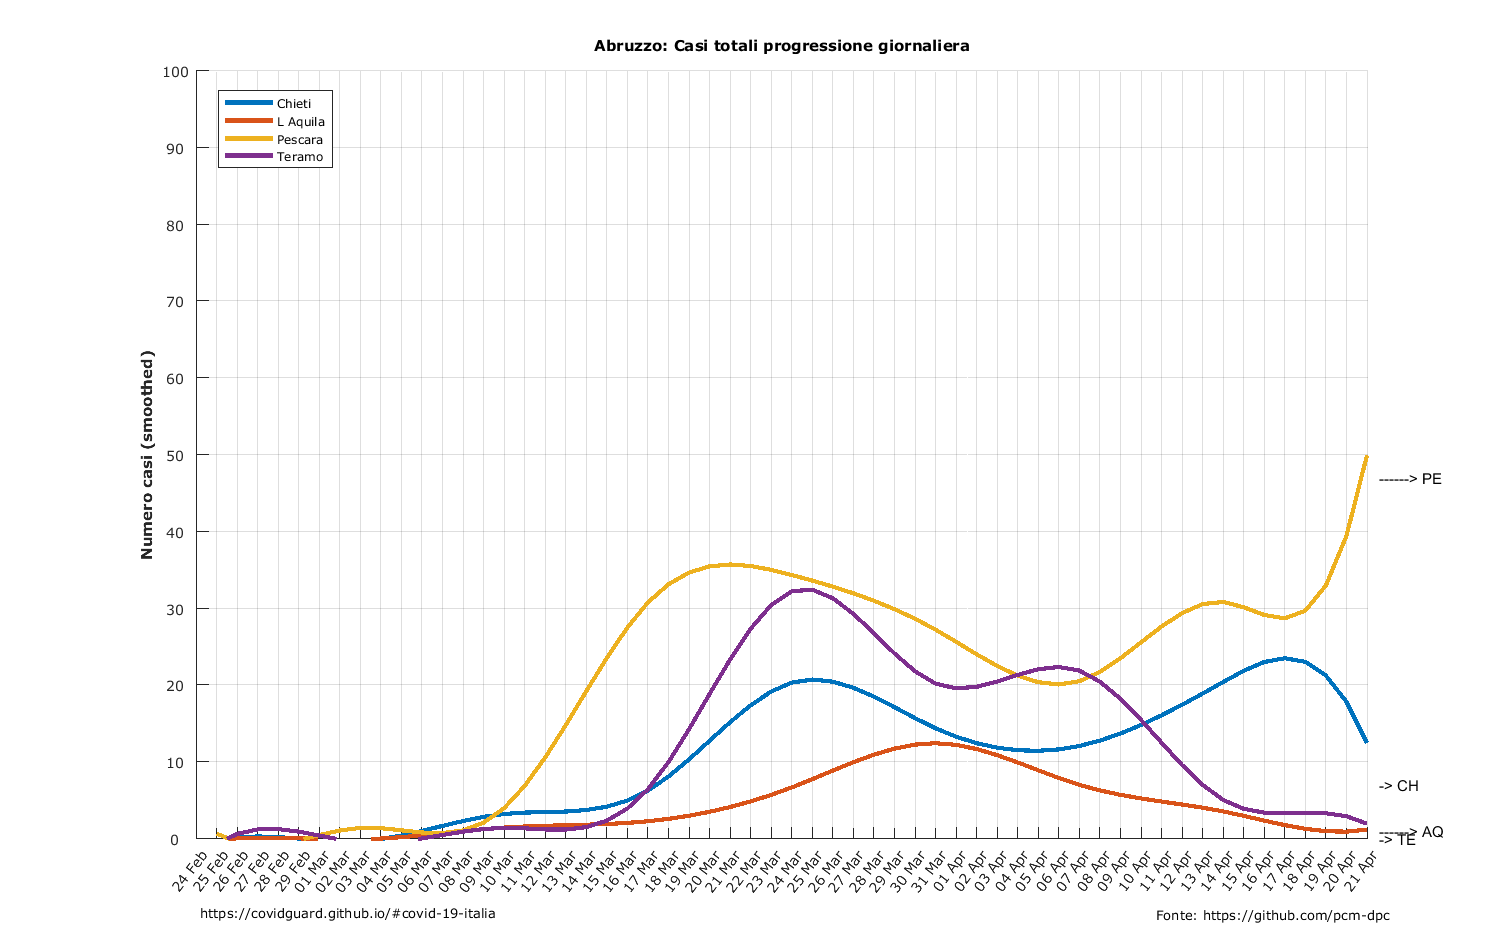 Abruzzo: Casi totali progressione giornaliera
Numero casi (smoothed)
100
90
80
70
60
50
40
30
20
10
0
Chieti
L Aquila
Pescara
Teramo
------> PE
-> CH
------> AQ
-> TE
24 Feb
25 Feb
26 Feb
27 Feb
28 Feb
29 Feb
01 Mar
02 Mar
03 Mar
04 Mar
05 Mar
06 Mar
07 Mar
08 Mar
09 Mar
10 Mar
11 Mar
12 Mar
13 Mar
14 Mar
15 Mar
16 Mar
17 Mar
18 Mar
19 Mar
20 Mar
21 Mar
22 Mar
23 Mar
24 Mar
25 Mar
26 Mar
27 Mar
28 Mar
29 Mar
30 Mar
31 Mar
01 Apr
02 Apr
03 Apr
04 Apr
05 Apr
06 Apr
07 Apr
08 Apr
09 Apr
10 Apr
11 Apr
12 Apr
13 Apr
14 Apr
15 Apr
16 Apr
17 Apr
18 Apr
19 Apr
20 Apr
21 Apr
https://covidguard.github.io/#covid-19-italia
Fonte: https://github.com/pcm-dpc